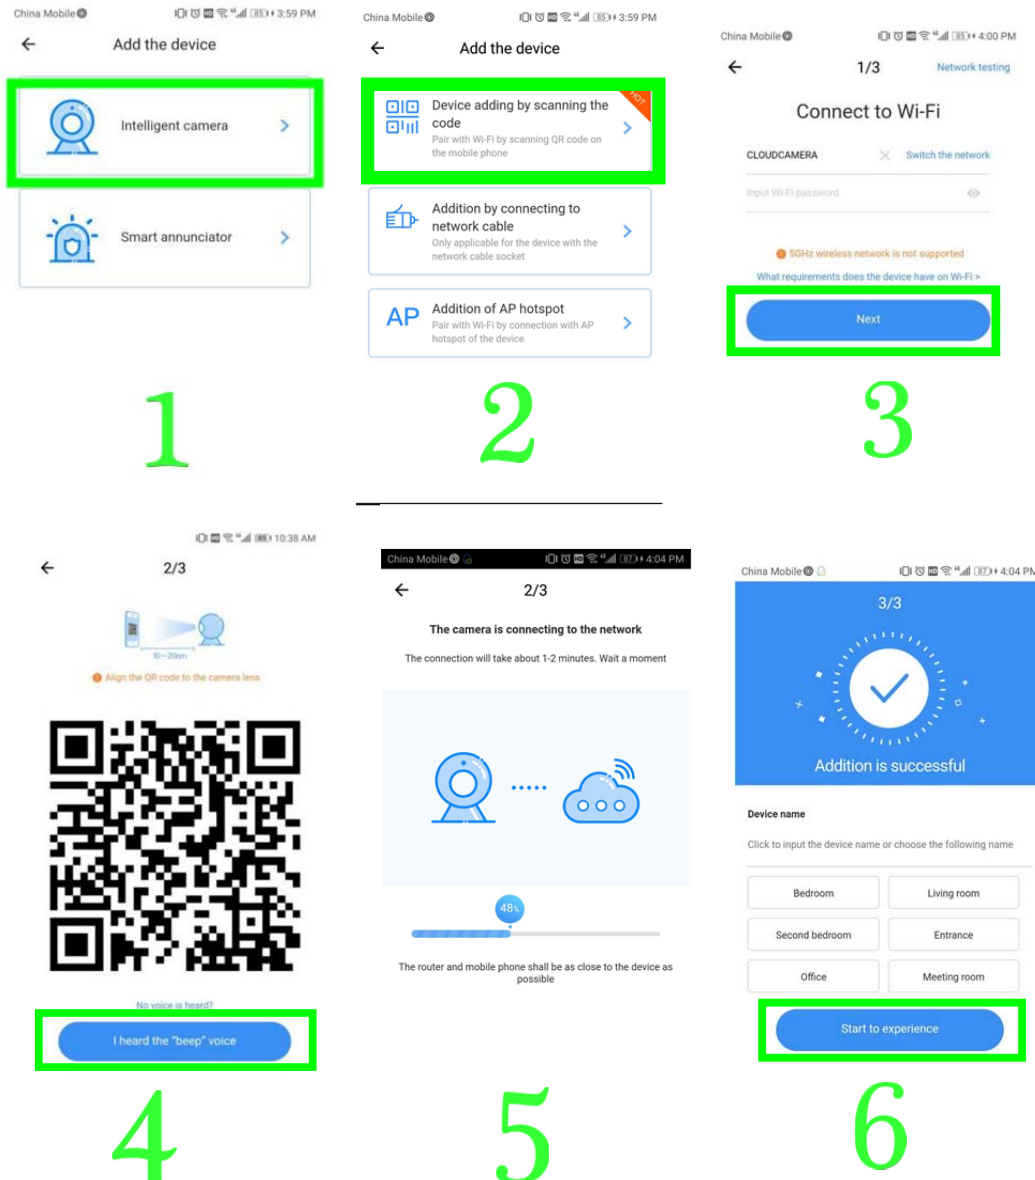 China Mobile 85 3:59 PM
Add the device
Intelligent camera
Smart annunciator
1
China Mobile 85 3:59 PM
Add the device
HOT
Device adding by scanning the
code
Pair with Wi-Fi by scanning QR code on
the mobile phone
Addition by connecting to
network cable
Only applicable for the device with the
network cable socket
AP
Addition of AP hotspot
Pair with Wi-Fi by connection with AP
hotspot of the device
2
China Mobile 85 4:00 PM
1/3 Network testing
Connect to Wi-Fi
CLOUDCAMERA Switch the network
Input Wi-Fi password
5GHz wireless network is not supported
What requirements does the device have on Wi-Fi >
Next
3
10:38 AM
2/3
10~20cm
Align the QR code to the camera lens
No voice is heard?
I heard the "beep" voice
4
China Mobile 87 4:04 PM
2/3
The camera is connecting to the network
The connection will take about 1-2 minutes. Wait a moment
48%
The router and mobile phone shall be as close to the device as
possible
5
China Mobile 87 4:04 PM
3/3
Addition is successful
Device name
Click to input the device name or choose the following name
Bedroom Living room
Second bedroom Entrance
Office Meeting room
Start to experience
6